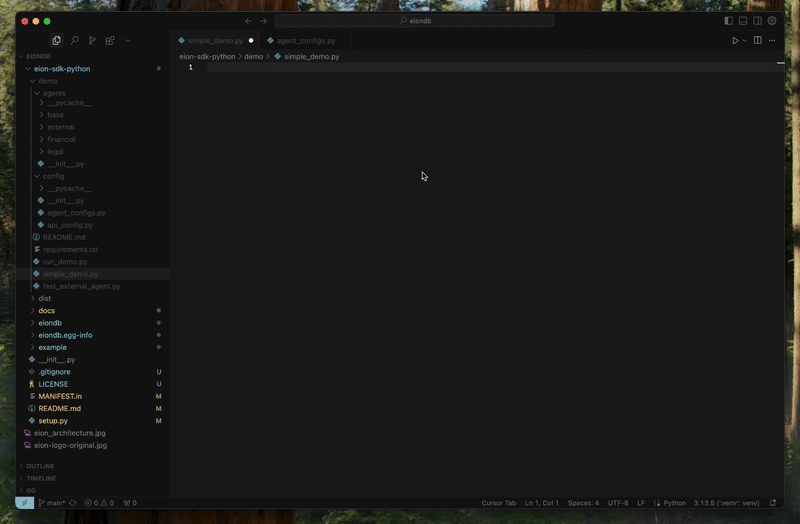 eiondb
simple_demo.py
agent_configs.py
EIONDB
eion-sdk-python > demo > simple_demo.py
1
eion-sdk-python
demo
agents
__pycache__
base
external
financial
legal
__init__.py
config
__pycache__
__init__.py
agent_configs.py
api_config.py
README.md
requirements.txt
run_demo.py
simple_demo.py
test_external_agent.py
dist
docs
eiondb
eiondb.egg-info
example
__init__.py
.gitignore U
LICENSE U
MANIFEST.in M
README.md M
setup.py M
eion_architecture.jpg
eion-logo-original.jpg
OUTLINE
TIMELINE
GO
main* 0 0 0 Cursor Tab Ln 1, Col 1 Spaces: 4 UTF-8 LF Python 3.13.5 ('.venv': venv)